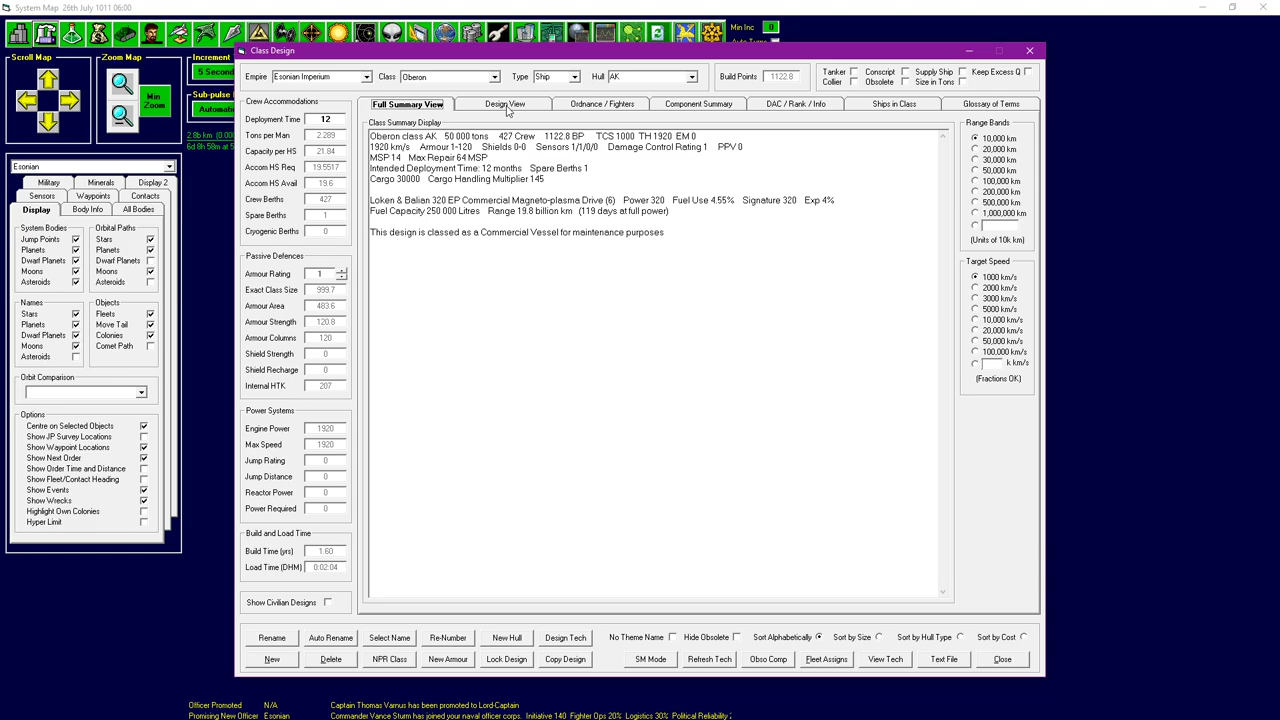 System Map   26th July 1011 06:00
Min Inc
0
Scroll Map
Zoom Map
Increment
Min
Zoom
Esonian
Military
Minerals
Display 2
Sensors
Waypoints
Contacts
Display
Body Info
All Bodies
System Bodies
Orbital Paths
Jump Points
Stars
Planets
Planets
Dwarf Planets
Dwarf Planets
Moons
Moons
Asteroids
Asteroids
Names
Objects
Stars
Fleets
Planets
Move Tail
Dwarf Planets
Colonies
Moons
Comet Path
Asteroids
Orbit Comparison
Options
Centre on Selected Objects
Show JP Survey Locations
Show Waypoint Locations
Show Next Order
Show Order Time and Distance
Show Fleet/Contact Heading
Show Events
Show Wrecks
Highlight Own Colonies
Hyper Limit
Class Design
Empire
Esonian Imperium
Class
Oberon
Type
Ship
Hull
AK
Build Points
1122.8
Tanker
Conscript
Supply Ship
Keep Excess Q
Collier
Obsolete
Size in Tons
Crew Accommodations
Deployment Time 12
Tons per Man 2.289
Capacity per HS 21.84
Accom HS Req 19.5517
Accom HS Avail 19.6
Crew Berths 427
Spare Berths 1
Cryogenic Berths 0
Passive Defences
Armour Rating 1
Exact Class Size 999.7
Armour Area 483.6
Armour Strength 120.8
Armour Columns 120
Shield Strength 0
Shield Recharge 0
Internal HTK 207
Power Systems
Engine Power 1920
Max Speed 1920
Jump Rating 0
Jump Distance 0
Reactor Power 0
Power Required 0
Build and Load Time
Build Time (yrs) 1.60
Load Time (DHM) 0:02:04
Show Civilian Designs
Full Summary View
Design View
Ordnance / Fighters
Component Summary
DAC / Rank / Info
Ships in Class
Glossary of Terms
Class Summary Display
Oberon class AK    50 000 tons    427 Crew    1122.8 BP    TCS 1000  TH 1920  EM 0
1920 km/s    Armour 1-120    Shields 0-0    Sensors 1/1/0/0    Damage Control Rating 1    PPV 0
MSP 14    Max Repair 64 MSP
Intended Deployment Time: 12 months    Spare Berths 1
Cargo 30000    Cargo Handling Multiplier 145
Loken & Balian 320 EP Commercial Magneto-plasma Drive (6)    Power 320    Fuel Use 4.55%    Signature 320    Exp 4%
Fuel Capacity 250 000 Litres    Range 19.8 billion km  (119 days at full power)
This design is classed as a Commercial Vessel for maintenance purposes
Range Bands
10,000 km
20,000 km
30,000 km
50,000 km
100,000 km
200,000 km
500,000 km
1,000,000 km
(Units of 10k km)
Target Speed
1000 km/s
2000 km/s
3000 km/s
5000 km/s
10,000 km/s
20,000 km/s
50,000 km/s
100,000 km/s
k km/s
(Fractions OK)
Rename
Auto Rename
Select Name
Re-Number
New Hull
Design Tech
No Theme Name
Hide Obsolete
Sort Alphabetically
Sort by Size
Sort by Hull Type
Sort by Cost
New
Delete
NPR Class
New Armour
Lock Design
Copy Design
SM Mode
Refresh Tech
Obso Comp
Fleet Assigns
View Tech
Text File
Close
Officer Promoted    N/A    Captain Thomas Varnus has been promoted to Lord-Captain
Promising New Officer    Esonian    Commander Vance Sturm has joined your naval officer corps.  Initiative 140  Fighter Ops 20%  Logistics 30%  Political Reliability